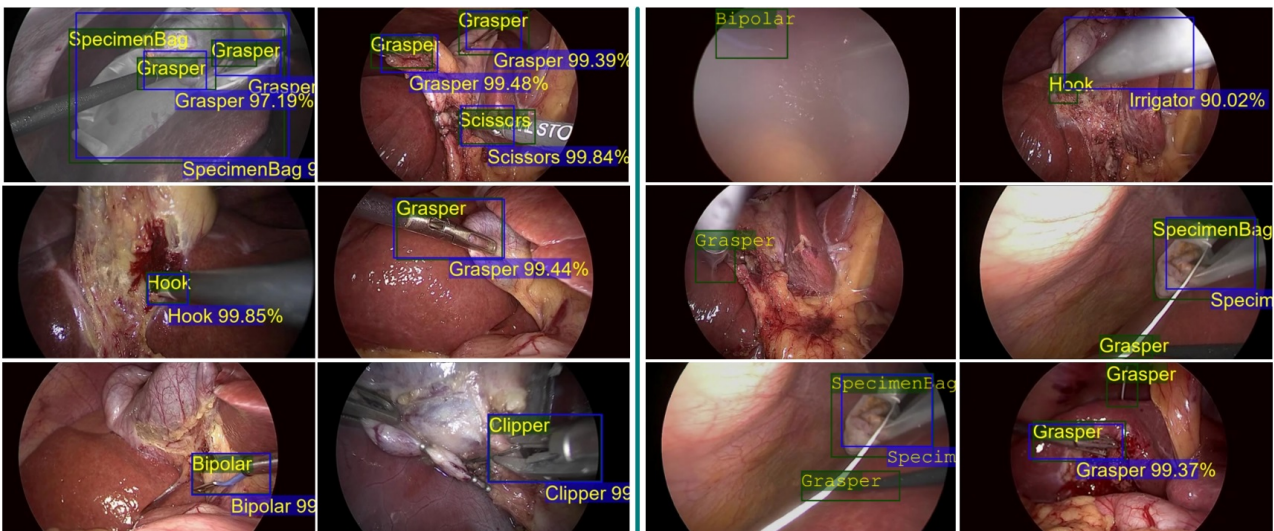 SpecimenBag
Grasper
Grasper
Grasper
Grasper 97.19%
SpecimenBag 9
Grasper
Grasper
Grasper 99.39%
Grasper 99.48%
Scissors
STO
Scissors 99.84%
Bipolar
Hook
Irrigator 90.02%
Hook
Hook 99.85%
Grasper
Grasper 99.44%
Grasper
SpecimenBag
Specim
Grasper
Bipolar
Bipolar 99
Clipper
Clipper 99
SpecimenBag
Specim
Grasper
Grasper
Grasper
Grasper 99.37%